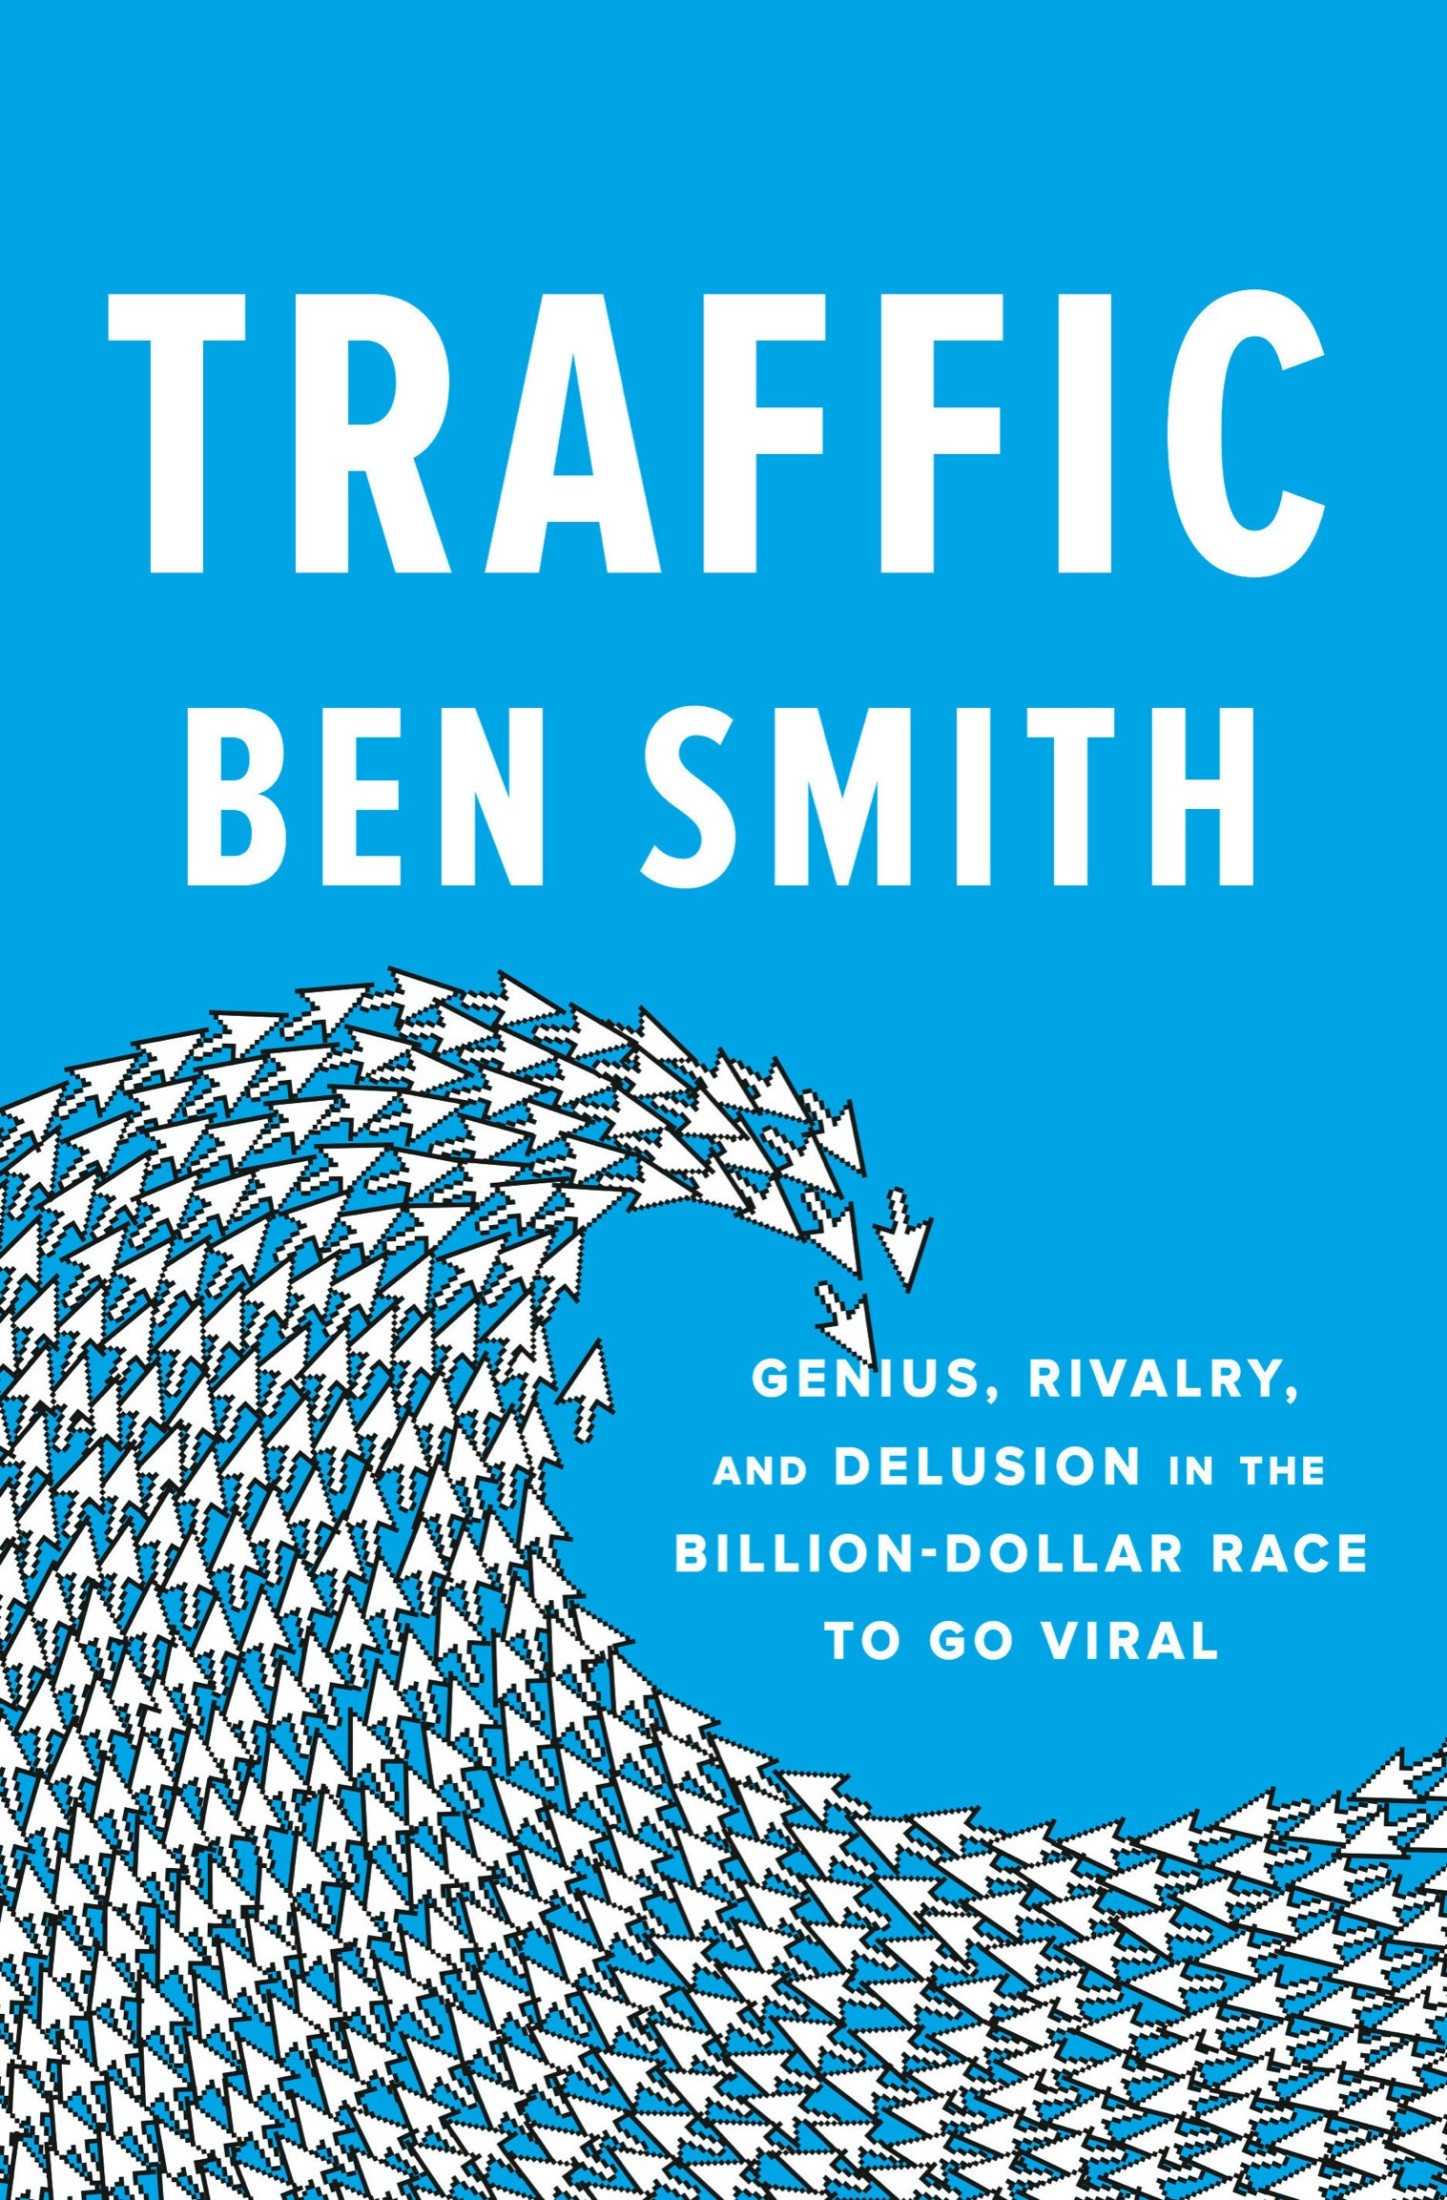 TRAFFIC
BEN SMITH
GENIUS, RIVALRY,
AND DELUSION IN THE
BILLION-DOLLAR RACE
TO GO VIRAL